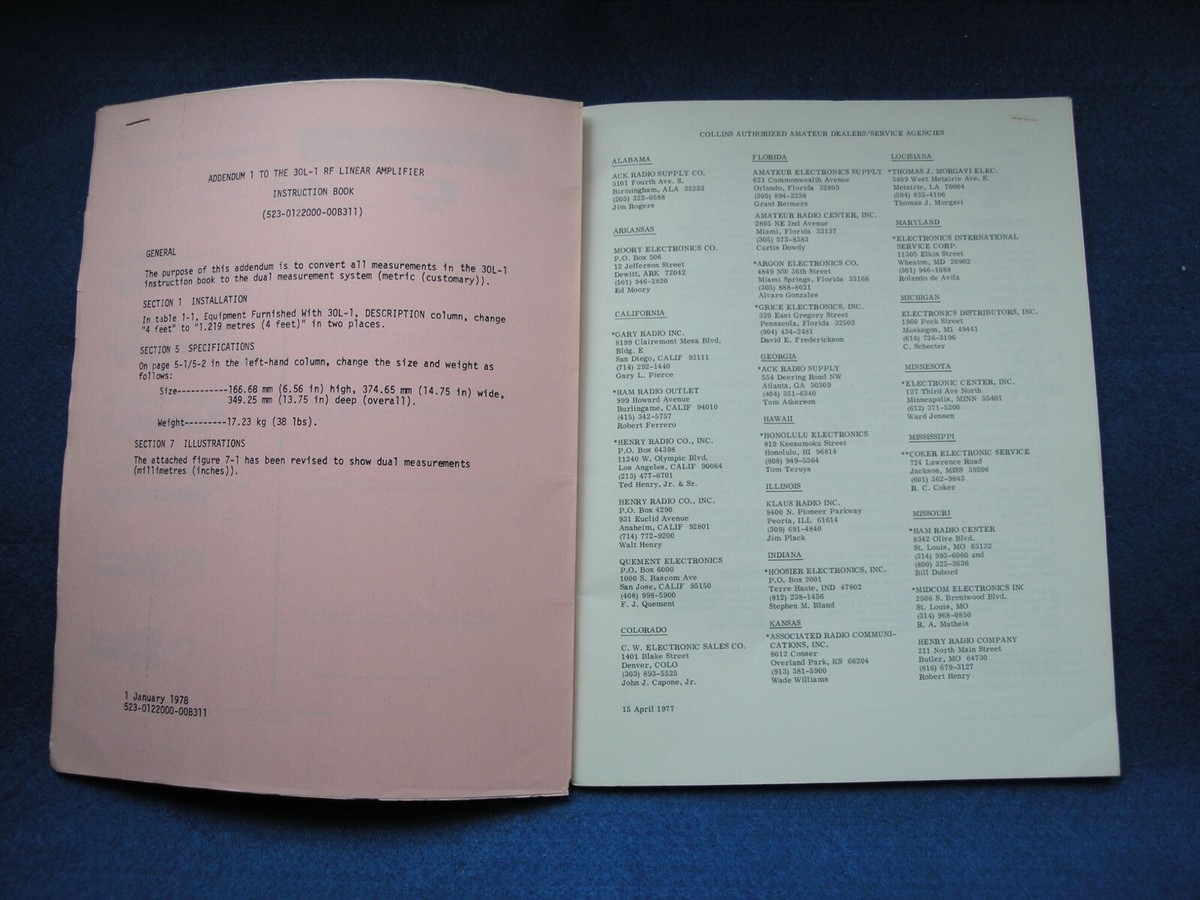 ADDENDUM 1 TO THE 30L-1 RF LINEAR AMPLIFIER
INSTRUCTION BOOK
(523-0122000-00B311)
GENERAL
The purpose of this addendum is to convert all measurements in the 30L-1
instruction book to the dual measurement system (metric (customary)).
SECTION 1 INSTALLATION
In table 1-1, Equipment Furnished With 30L-1, DESCRIPTION column, change
"4 feet" to "1.219 metres (4 feet)" in two places.
SECTION 5 SPECIFICATIONS
On page 5-1/5-2 in the left-hand column, change the size and weight as
follows:
Size-----------166.68 mm (6.56 in) high, 374.65 mm (14.75 in) wide,
349.25 mm (13.75 in) deep (overall).
Weight---------17.23 kg (38 lbs).
SECTION 7 ILLUSTRATIONS
The attached figure 7-1 has been revised to show dual measurements
(millimetres (inches)).
1 January 1978
523-0122000-00B311
COLLINS AUTHORIZED AMATEUR DEALERS/SERVICE AGENCIES
ALABAMA
ACK RADIO SUPPLY CO.
3101 Fourth Ave. S.
Birmingham, ALA 35233
(205) 322-0588
Jim Rogers
ARKANSAS
MOORY ELECTRONICS CO.
P.O. Box 506
12 Jefferson Street
Dewitt, ARK 72042
(501) 946-2820
Ed Moory
CALIFORNIA
*GARY RADIO INC.
8199 Clairemont Mesa Blvd.
Bldg. E
San Diego, CALIF 92111
(714) 292-1440
Gary L. Pierce
*HAM RADIO OUTLET
999 Howard Avenue
Burlingame, CALIF 94010
(415) 342-5757
Robert Ferrero
*HENRY RADIO CO., INC.
P.O. Box 64398
11240 W. Olympic Blvd.
Los Angeles, CALIF 90064
(213) 477-6701
Ted Henry, Jr. & Sr.
HENRY RADIO CO., INC.
P.O. Box 4290
931 Euclid Avenue
Anaheim, CALIF 92801
(714) 772-9200
Walt Henry
QUEMENT ELECTRONICS
P.O. Box 6000
1000 S. Bascom Ave
San Jose, CALIF 95150
(408) 998-5900
F. J. Quement
COLORADO
C. W. ELECTRONIC SALES CO.
1401 Blake Street
Denver, COLO
(303) 893-5525
John J. Capone, Jr.
15 April 1977
FLORIDA
AMATEUR ELECTRONICS SUPPLY
621 Commonwealth Avenue
Orlando, Florida 32803
(305) 894-3238
Grant Reimers
AMATEUR RADIO CENTER, INC.
2805 NE 2nd Avenue
Miami, Florida 33137
(305) 573-8383
Curtis Dowdy
*ARGON ELECTRONICS CO.
4849 NW 36th Street
Miami Springs, Florida 33166
(305) 888-8021
Alvaro Gonzales
*GRICE ELECTRONICS, INC.
320 East Gregory Street
Pensacola, Florida 32502
(904) 434-2481
David E. Frederickson
GEORGIA
*ACK RADIO SUPPLY
554 Deering Road NW
Atlanta, GA 30309
(404) 351-6340
Tom Atkerson
HAWAII
*HONOLULU ELECTRONICS
819 Keeaumoku Street
Honolulu, HI 96814
(808) 949-5564
Tom Teruya
ILLINOIS
KLAUS RADIO INC.
8400 N. Pioneer Parkway
Peoria, ILL 61614
(309) 691-4840
Jim Plack
INDIANA
*HOOSIER ELECTRONICS, INC.
P.O. Box 2001
Terre Haute, IND 47802
(812) 238-1456
Stephen M. Bland
KANSAS
*ASSOCIATED RADIO COMMUNI-
CATIONS, INC.
8012 Conser
Overland Park, KS 66204
(913) 381-5900
Wade Williams
LOUISIANA
*THOMAS J. MORGAVI ELEC.
3409 West Metairie Ave. S.
Metairie, LA 70004
(504) 833-4106
Thomas J. Morgavi
MARYLAND
*ELECTRONICS INTERNATIONAL
SERVICE CORP.
11305 Elkin Street
Wheaton, MD 20902
(301) 946-1088
Rolando de Avila
MICHIGAN
ELECTRONICS DISTRIBUTORS, INC.
1960 Peck Street
Muskegon, MI 49441
(616) 726-3196
C. Schecter
MINNESOTA
*ELECTRONIC CENTER, INC.
127 Third Ave North
Minneapolis, MINN 55401
(612) 371-5200
Ward Jensen
MISSISSIPPI
**COKER ELECTRONIC SERVICE
724 Lawrence Road
Jackson, MISS 39206
(601) 362-9843
R. C. Coker
MISSOURI
*HAM RADIO CENTER
8342 Olive Blvd.
St. Louis, MO 63132
(314) 993-6060 and
(800) 325-3636
Bill Dubord
*MIDCOM ELECTRONICS INC
2506 S. Brentwood Blvd.
St. Louis, MO
(314) 968-0850
R. A. Matheis
HENRY RADIO COMPANY
211 North Main Street
Butler, MO 64730
(816) 679-3127
Robert Henry